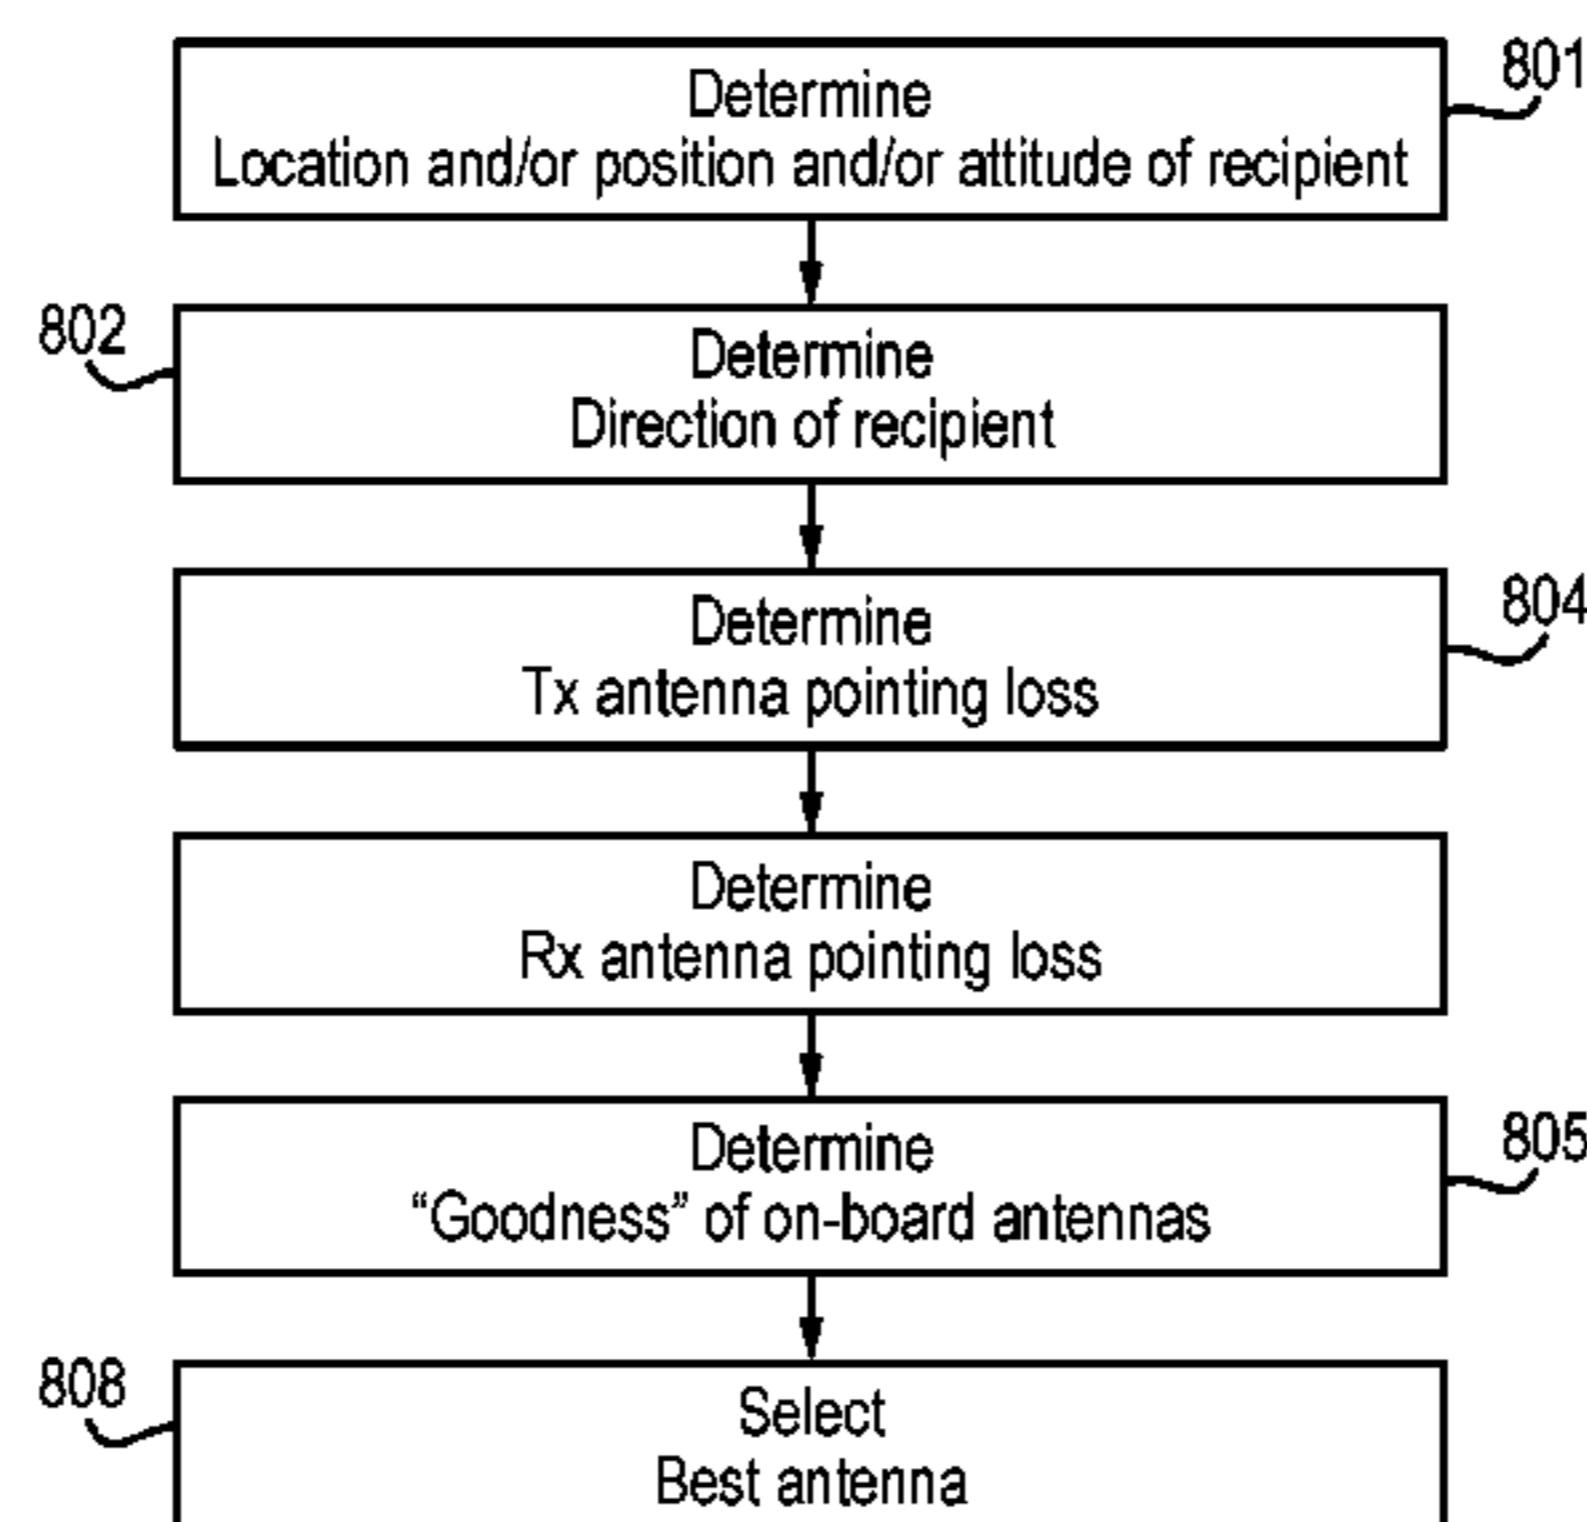 Determine
Location and/or position and/or attitude of recipient
801
802
Determine
Direction of recipient
Determine
Tx antenna pointing loss
804
Determine
Rx antenna pointing loss
Determine
“Goodness” of on-board antennas
805
808
Select
Best antenna